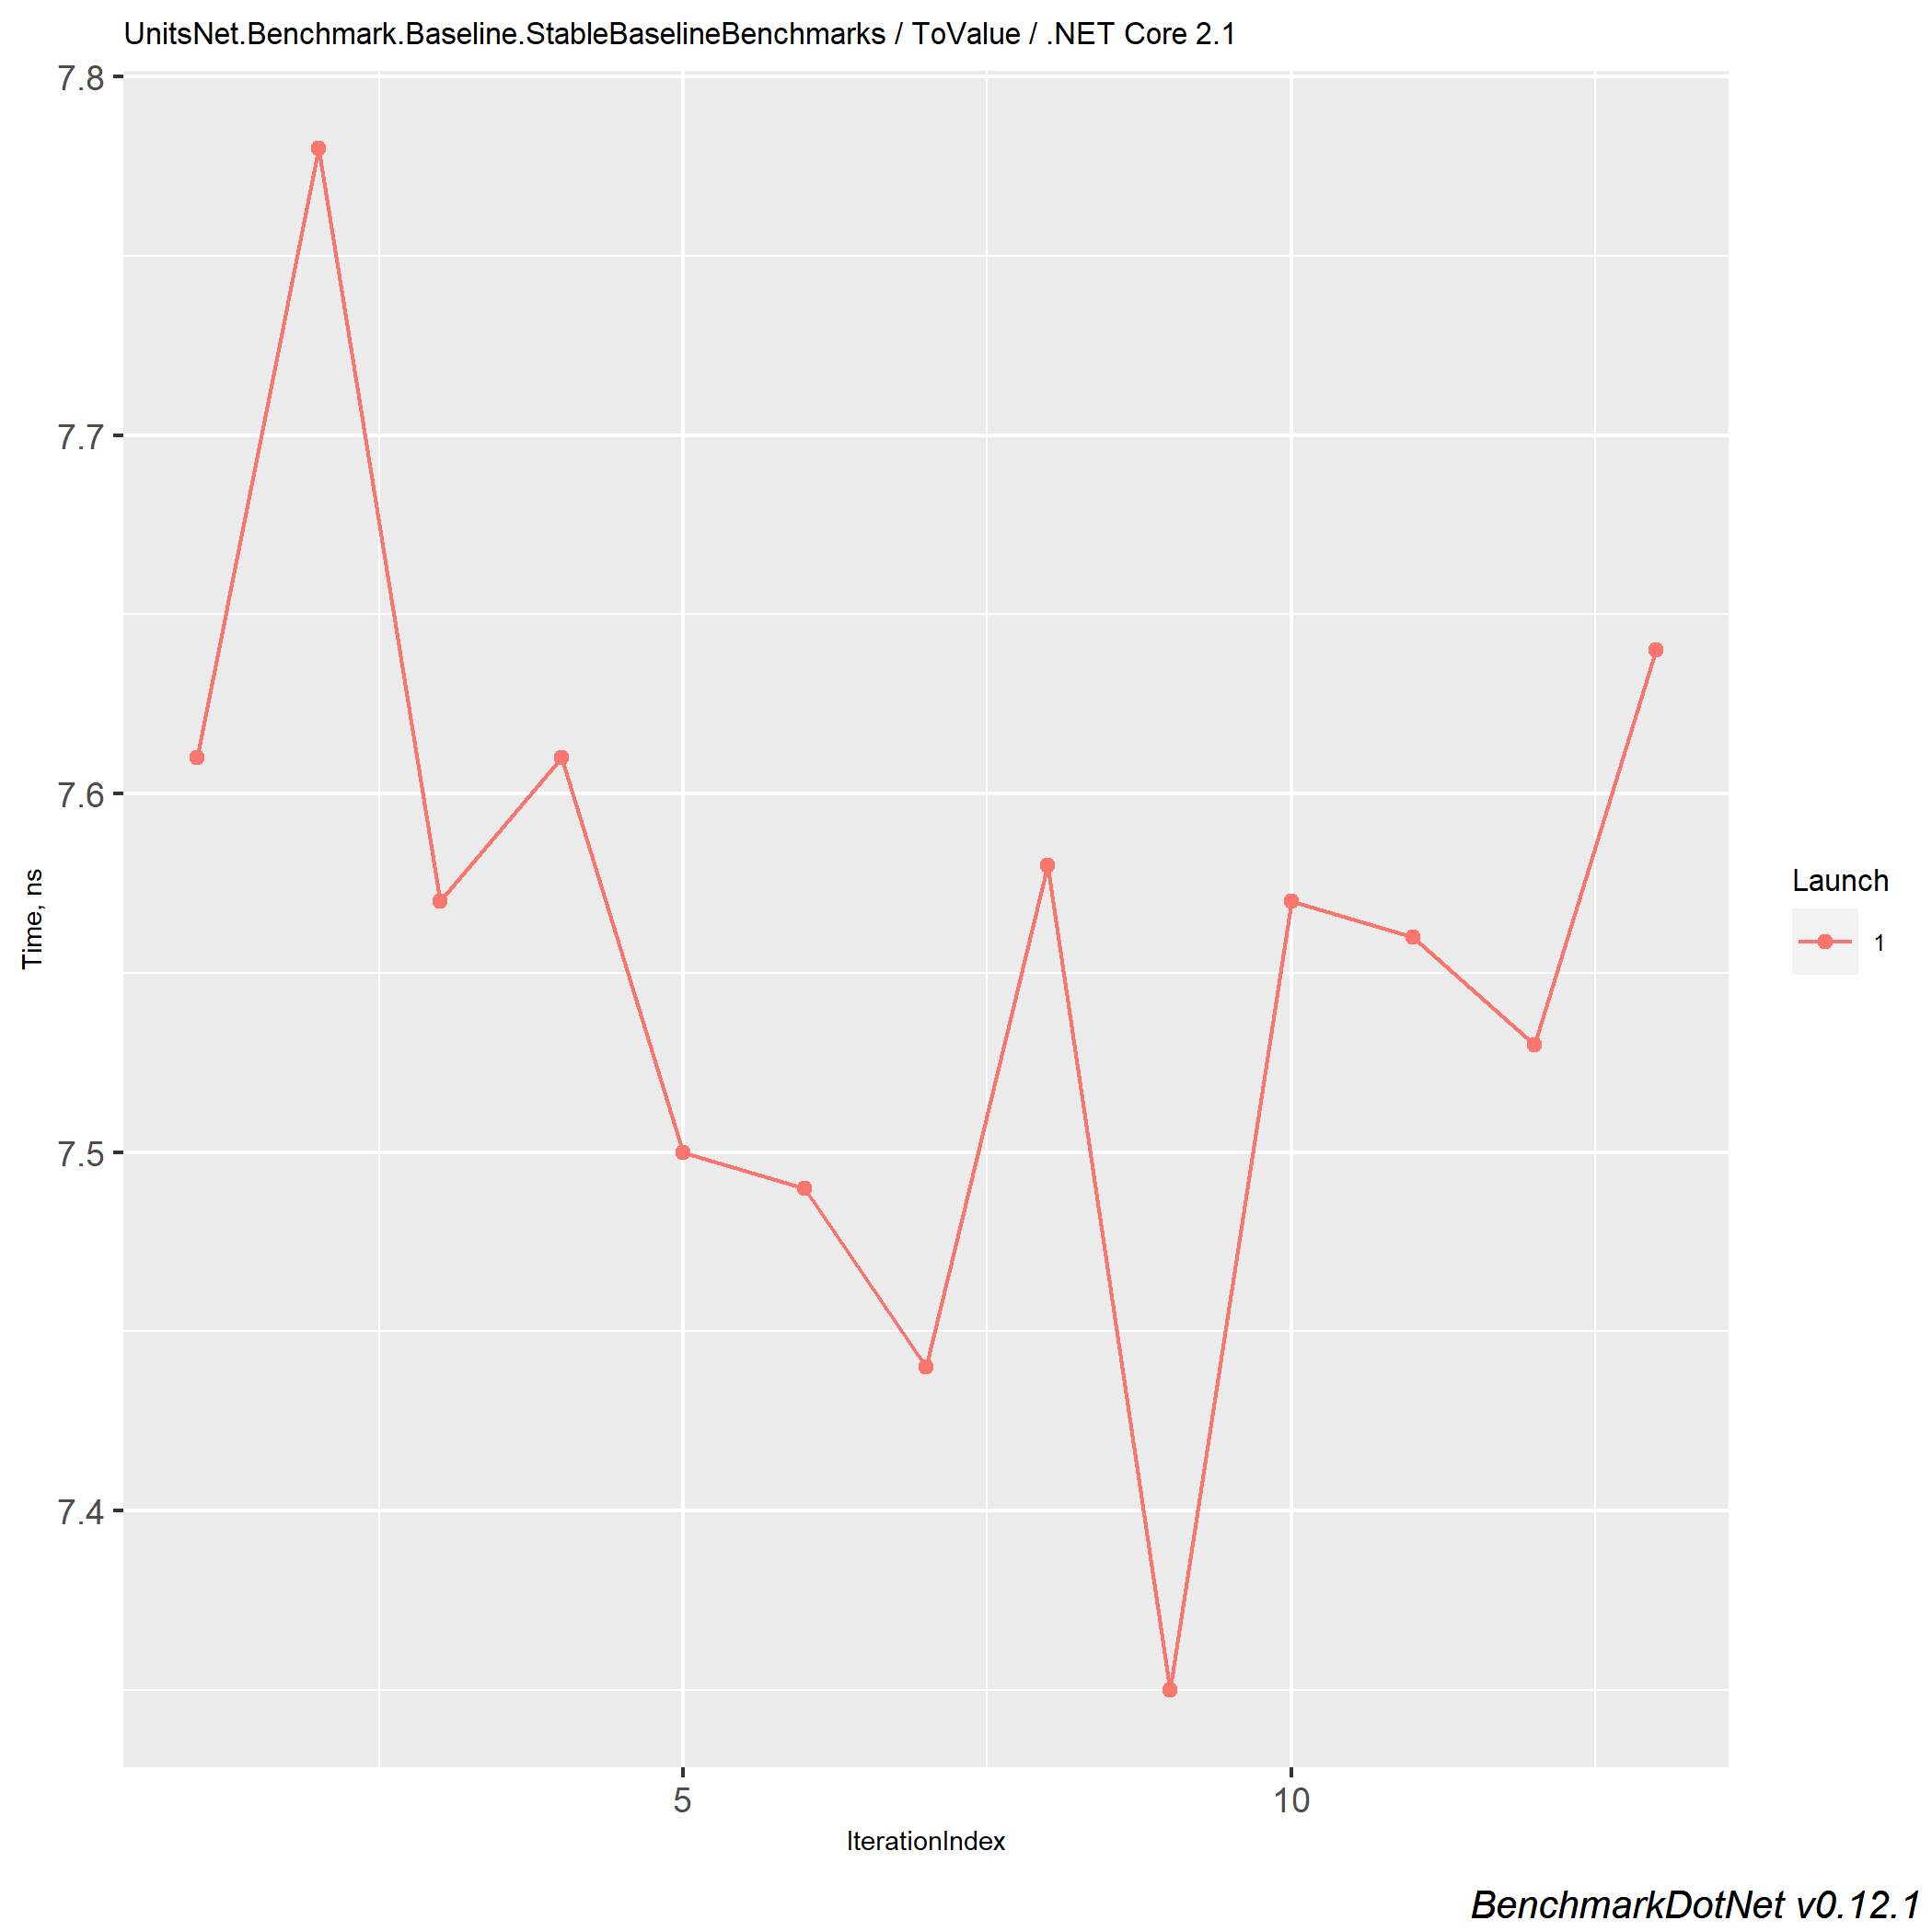 UnitsNet.Benchmark.Baseline.StableBaselineBenchmarks / ToValue / .NET Core 2.1
7.8
7.7
7.6
7.5
7.4
Time, ns
5
10
IterationIndex
Launch
1
BenchmarkDotNet v0.12.1